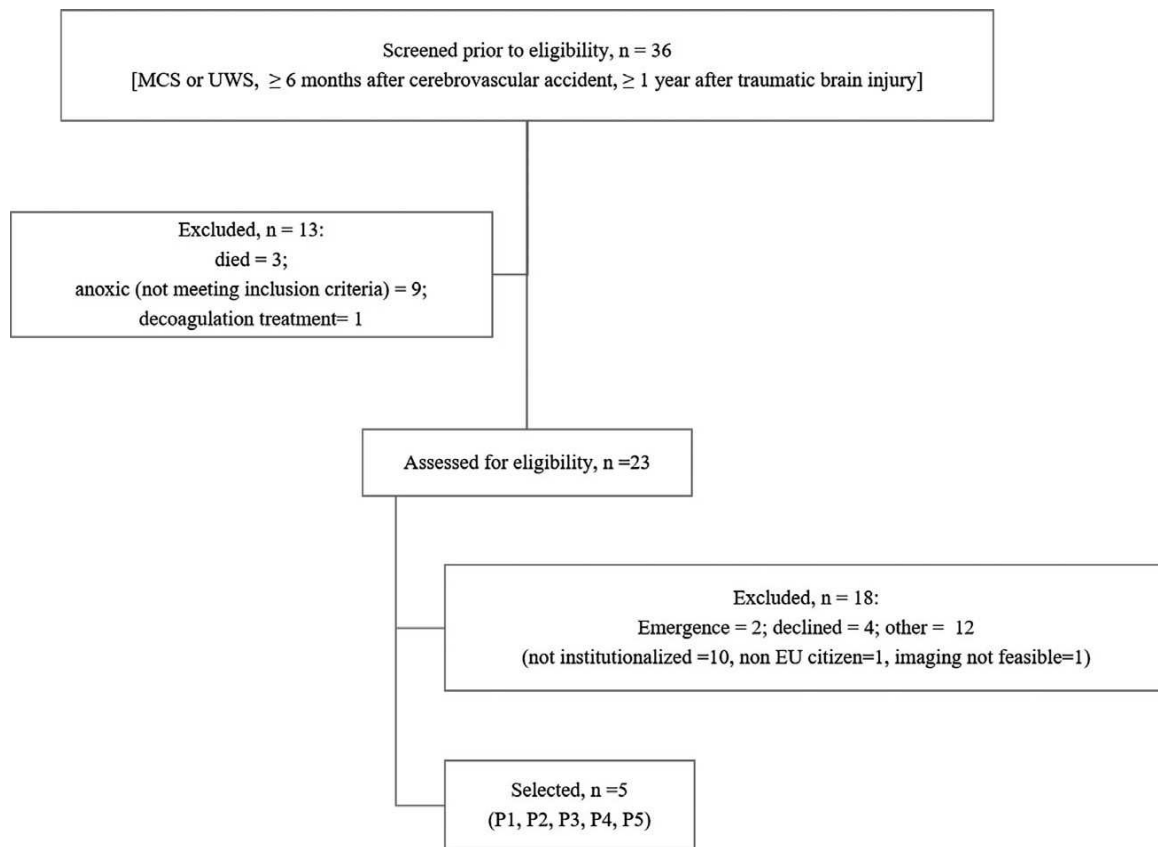 Screened prior to eligibility, n = 36
[MCS or UWS, ≥ 6 months after cerebrovascular accident, ≥ 1 year after traumatic brain injury]
Excluded, n = 13:
died = 3;
anoxic (not meeting inclusion criteria) = 9;
decoagulation treatment= 1
Assessed for eligibility, n =23
Excluded, n = 18:
Emergence = 2; declined = 4; other = 12
(not institutionalized =10, non EU citizen=1, imaging not feasible=1)
Selected, n =5
(P1, P2, P3, P4, P5)